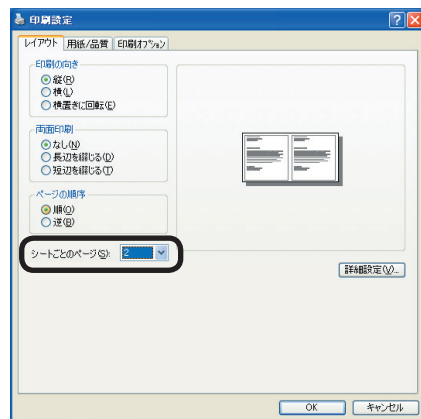 印刷設定
レイアウト 用紙/品質 印刷オプション
印刷の向き
縦(R)
横(L)
横置きに回転(E)
両面印刷
なし(N)
長辺を綴じる(D)
短辺を綴じる(T)
ページの順序
順(O)
逆(B)
シートごとのページ(S): 2
詳細設定(V)...
OK キャンセル